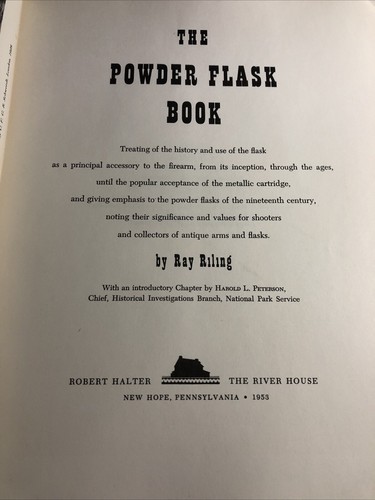 THE
POWDER FLASK
BOOK
Treating of the history and use of the flask
as a principal accessory to the firearm, from its inception, through the ages,
until the popular acceptance of the metallic cartridge,
and giving emphasis to the powder flasks of the nineteenth century,
noting their significance and values for shooters
and collectors of antique arms and flasks.
by Ray Riling
With an introductory Chapter by HAROLD L. PETERSON,
Chief, Historical Investigations Branch, National Park Service
ROBERT HALTER THE RIVER HOUSE
NEW HOPE, PENNSYLVANIA • 1953